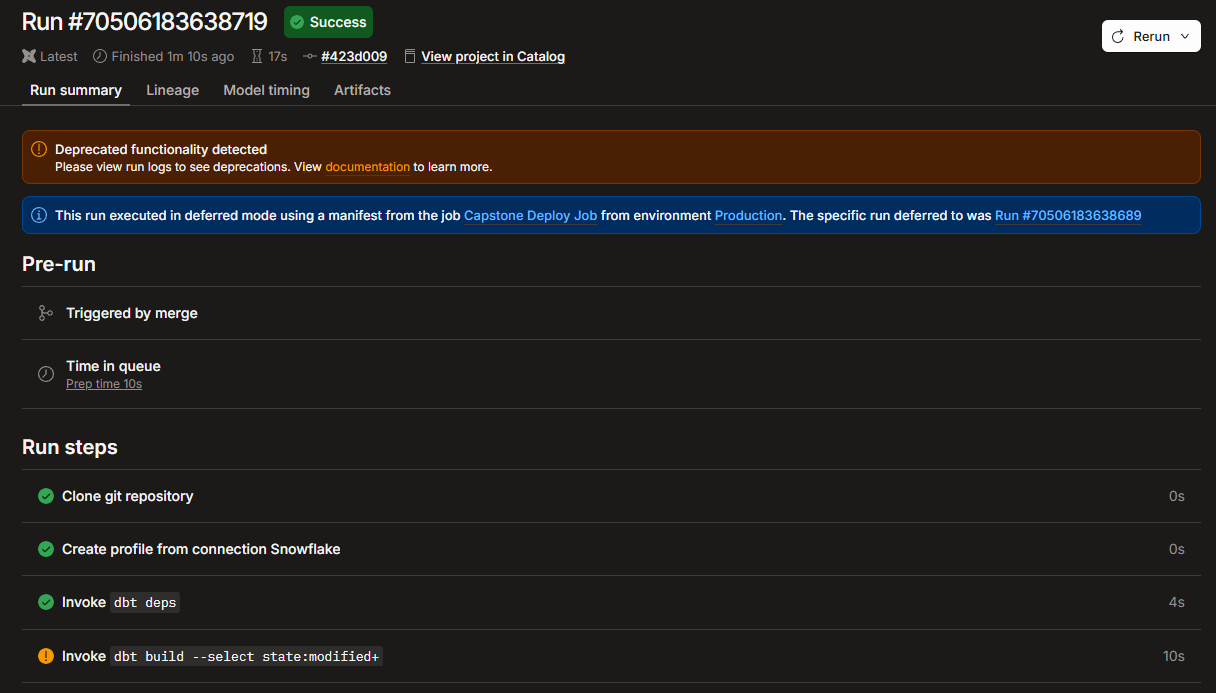 Run #70506183638719 Success
Rerun
Latest Finished 1m 10s ago 17s #423d009 View project in Catalog
Run summary Lineage Model timing Artifacts
Deprecated functionality detected
Please view run logs to see deprecations. View documentation to learn more.
This run executed in deferred mode using a manifest from the job Capstone Deploy Job from environment Production. The specific run deferred to was Run #70506183638689
Pre-run
Triggered by merge
Time in queue
Prep time 10s
Run steps
Clone git repository 0s
Create profile from connection Snowflake 0s
Invoke dbt deps 4s
Invoke dbt build --select state:modified+ 10s